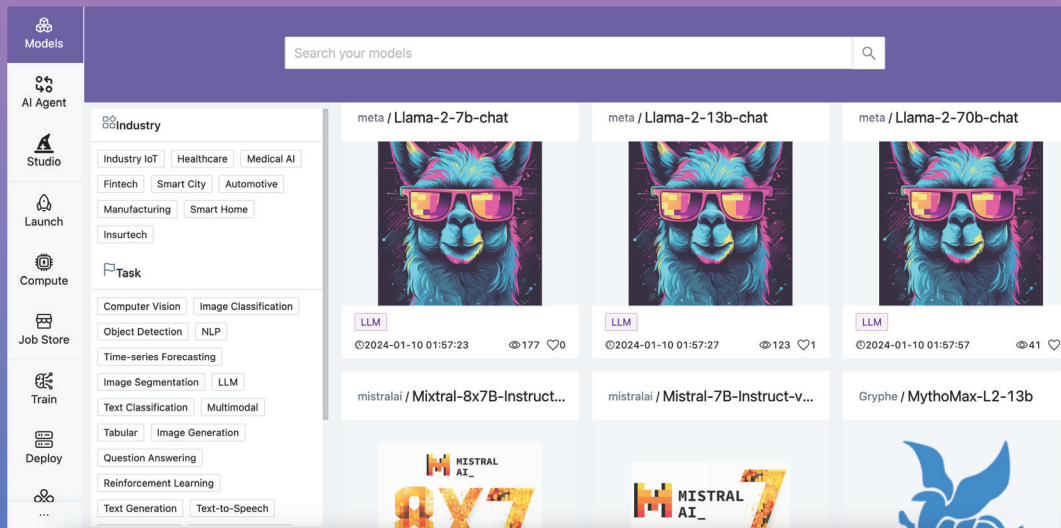 Models
AI Agent
Studio
Launch
Compute
Job Store
Train
Deploy
...
Search your models
Industry
Industry IoT Healthcare Medical AI
Fintech Smart City Automotive
Manufacturing Smart Home
Insurtech
Task
Computer Vision Image Classification
Object Detection NLP
Time-series Forecasting
Image Segmentation LLM
Text Classification Multimodal
Tabular Image Generation
Question Answering
Reinforcement Learning
Text Generation Text-to-Speech
meta / Llama-2-7b-chat
LLM
2024-01-10 01:57:23 177 0
meta / Llama-2-13b-chat
LLM
2024-01-10 01:57:27 123 1
meta / Llama-2-70b-chat
LLM
2024-01-10 01:57:57 41
mistralai / Mixtral-8x7B-Instruct...
MISTRAL
AI_
8X7
mistralai / Mistral-7B-Instruct-v...
MISTRAL
AI_
7
Gryphe / MythoMax-L2-13b